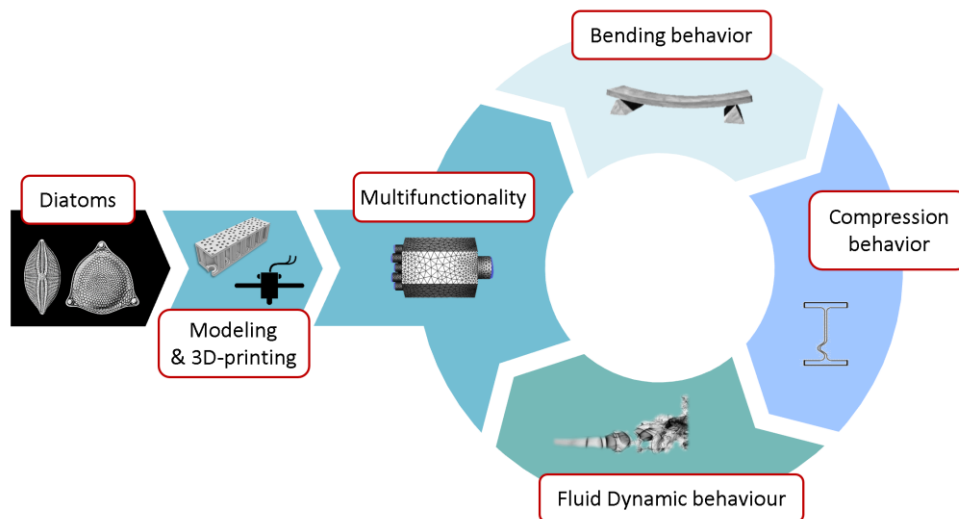 Bending behavior
Diatoms
Multifunctionality
Compression
behavior
Modeling
& 3D-printing
Fluid Dynamic behaviour